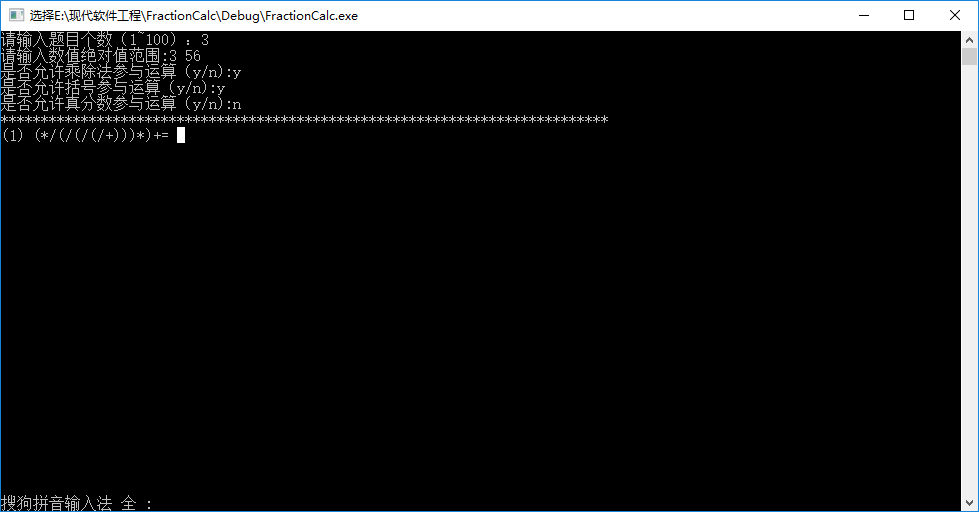 选择E:\现代软件工程\FractionCalc\Debug\FractionCalc.exe
请输入题目个数（1~100）：3
请输入数值绝对值范围:3 56
是否允许乘除法参与运算（y/n):y
是否允许括号参与运算（y/n):y
是否允许真分数参与运算（y/n):n
****************************************************************************
(1) (*/(/(/(/+)))*)+=
搜狗拼音输入法 全 :